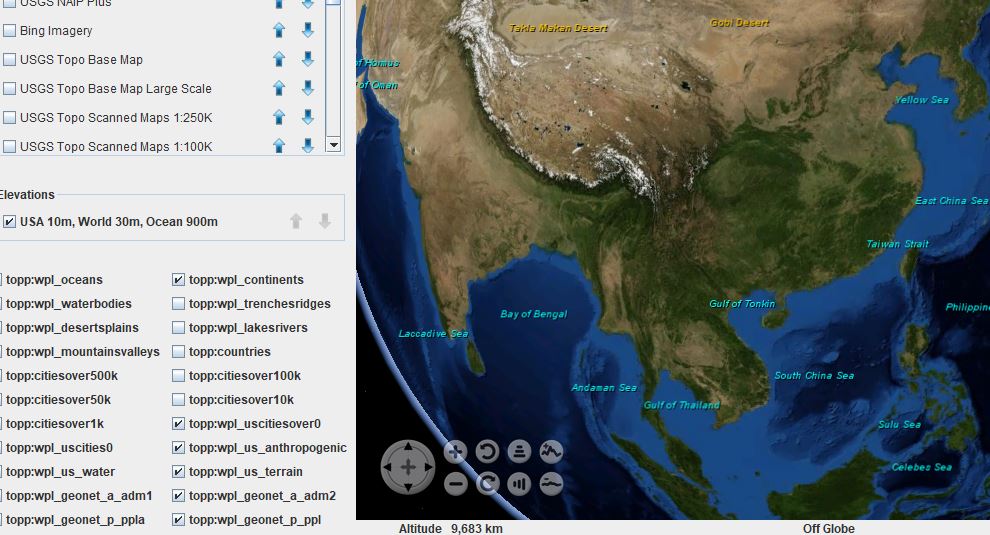 USGS NAIP Plus
Bing Imagery
USGS Topo Base Map
USGS Topo Base Map Large Scale
USGS Topo Scanned Maps 1:250K
USGS Topo Scanned Maps 1:100K
Elevations
USA 10m, World 30m, Ocean 900m
topp:wpl_oceans
topp:wpl_continents
topp:wpl_waterbodies
topp:wpl_trenchesridges
topp:wpl_desertsplains
topp:wpl_lakesrivers
topp:wpl_mountainsvalleys
topp:countries
topp:citiesover500k
topp:citiesover100k
topp:citiesover50k
topp:citiesover10k
topp:citiesover1k
topp:wpl_uscitiesover0
topp:wpl_uscities0
topp:wpl_us_anthropogenic
topp:wpl_us_water
topp:wpl_us_terrain
topp:wpl_geonet_a_adm1
topp:wpl_geonet_a_adm2
topp:wpl_geonet_p_ppla
topp:wpl_geonet_p_ppl
Takla Makan Desert
Gobi Desert
of Hormus
of Oman
Yellow Sea
East China Sea
Taiwan Strait
Gulf of Tonkin
Philippin
Bay of Bengal
Laccadive Sea
South China Sea
Andaman Sea
Gulf of Thailand
Sulu Sea
Celebes Sea
Altitude 9,683 km
Off Globe